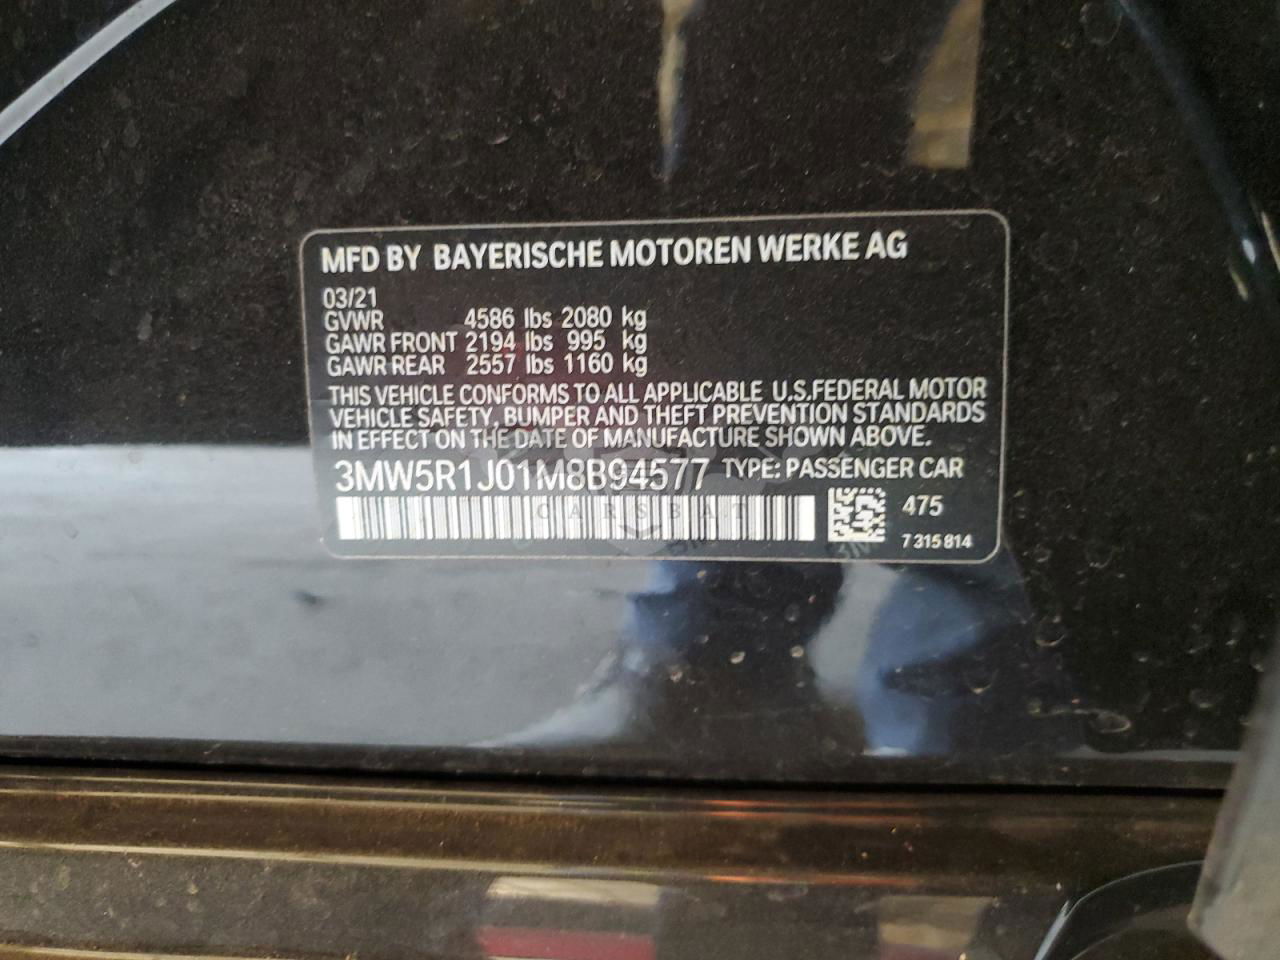 MFD BY BAYERISCHE MOTOREN WERKE AG
03/21
GVWR 4586 lbs 2080 kg
GAWR FRONT 2194 lbs 995 kg
GAWR REAR 2557 lbs 1160 kg
THIS VEHICLE CONFORMS TO ALL APPLICABLE U.S.FEDERAL MOTOR
VEHICLE SAFETY, BUMPER AND THEFT PREVENTION STANDARDS
IN EFFECT ON THE DATE OF MANUFACTURE SHOWN ABOVE.
3MW5R1J01M8B94577 TYPE: PASSENGER CAR
CARSBAT
475
7 315 814